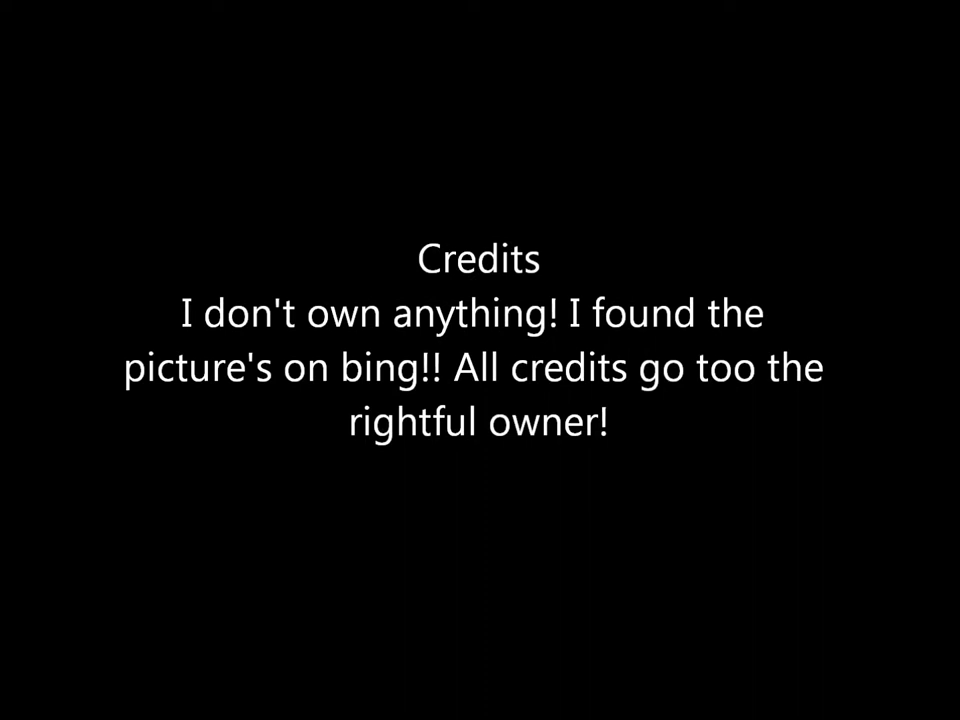 Credits
I don't own anything! I found the
picture's on bing!! All credits go too the
rightful owner!